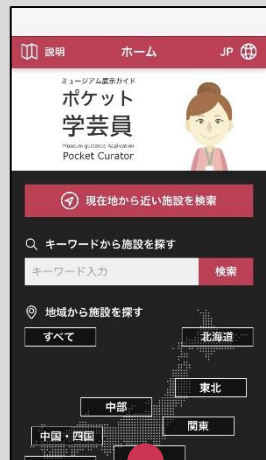 説明
ホーム
JP
ミュージアム展示ガイド
ポケット
学芸員
Museum guidance Application
Pocket Curator
現在地から近い施設を検索
キーワードから施設を探す
キーワード入力
検索
地域から施設を探す
すべて
北海道
東北
中部
関東
中国・四国